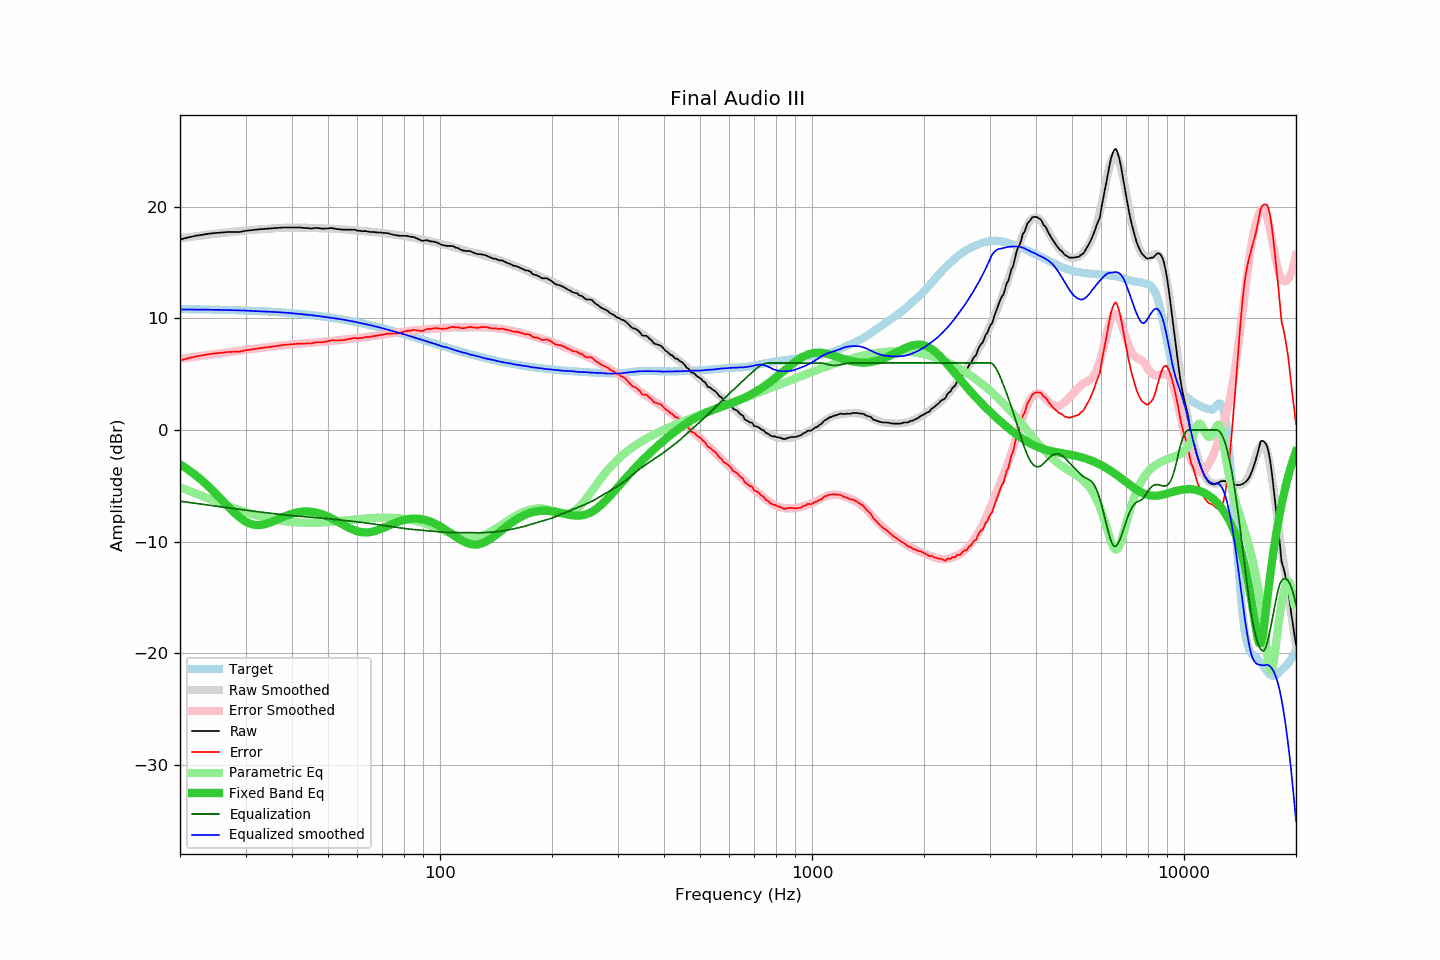 Final Audio III
Amplitude (dBr)
20
10
0
−10
−20
−30
Target
Raw Smoothed
Error Smoothed
Raw
Error
Parametric Eq
Fixed Band Eq
Equalization
Equalized smoothed
100
1000
10000
Frequency (Hz)